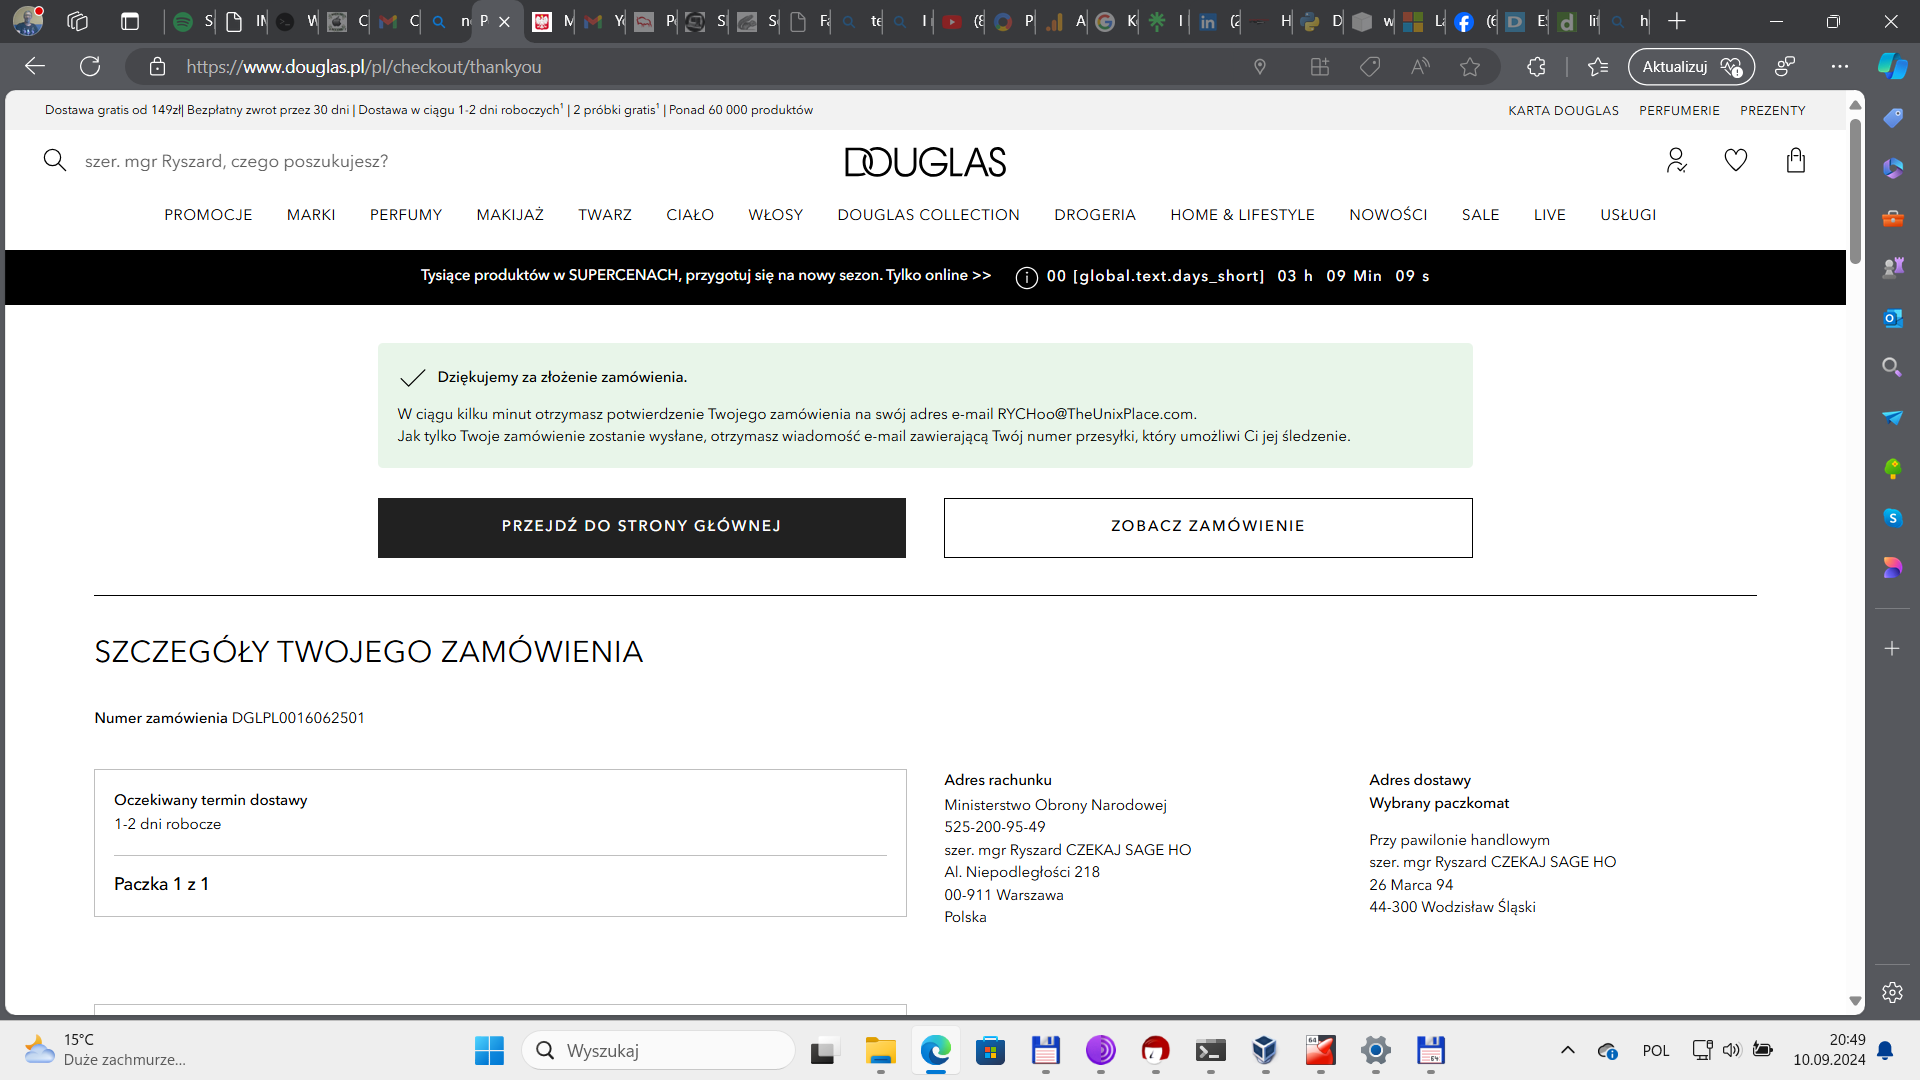 https://www.douglas.pl/pl/checkout/thankyou
Aktualizuj
Dostawa gratis od 149zł| Bezpłatny zwrot przez 30 dni | Dostawa w ciągu 1-2 dni roboczych¹ | 2 próbki gratis¹ | Ponad 60 000 produktów
KARTA DOUGLAS PERFUMERIE PREZENTY
szer. mgr Ryszard, czego poszukujesz?
DOUGLAS
PROMOCJE MARKI PERFUMY MAKIJAŻ TWARZ CIAŁO WŁOSY DOUGLAS COLLECTION DROGERIA HOME & LIFESTYLE NOWOŚCI SALE LIVE USŁUGI
Tysiące produktów w SUPERCENACH, przygotuj się na nowy sezon. Tylko online >> 00 [global.text.days_short] 03 h 09 Min 09 s
Dziękujemy za złożenie zamówienia.
W ciągu kilku minut otrzymasz potwierdzenie Twojego zamówienia na swój adres e-mail RYCHoo@TheUnixPlace.com.
Jak tylko Twoje zamówienie zostanie wysłane, otrzymasz wiadomość e-mail zawierającą Twój numer przesyłki, który umożliwi Ci jej śledzenie.
PRZEJDŹ DO STRONY GŁÓWNEJ
ZOBACZ ZAMÓWIENIE
SZCZEGÓŁY TWOJEGO ZAMÓWIENIA
Numer zamówienia DGLPL0016062501
Oczekiwany termin dostawy
1-2 dni robocze
Paczka 1 z 1
Adres rachunku
Ministerstwo Obrony Narodowej
525-200-95-49
szer. mgr Ryszard CZEKAJ SAGE HO
Al. Niepodległości 218
00-911 Warszawa
Polska
Adres dostawy
Wybrany paczkomat
Przy pawilonie handlowym
szer. mgr Ryszard CZEKAJ SAGE HO
26 Marca 94
44-300 Wodzisław Śląski
15°C
Duże zachmurze...
Wyszukaj
POL
20:49
10.09.2024